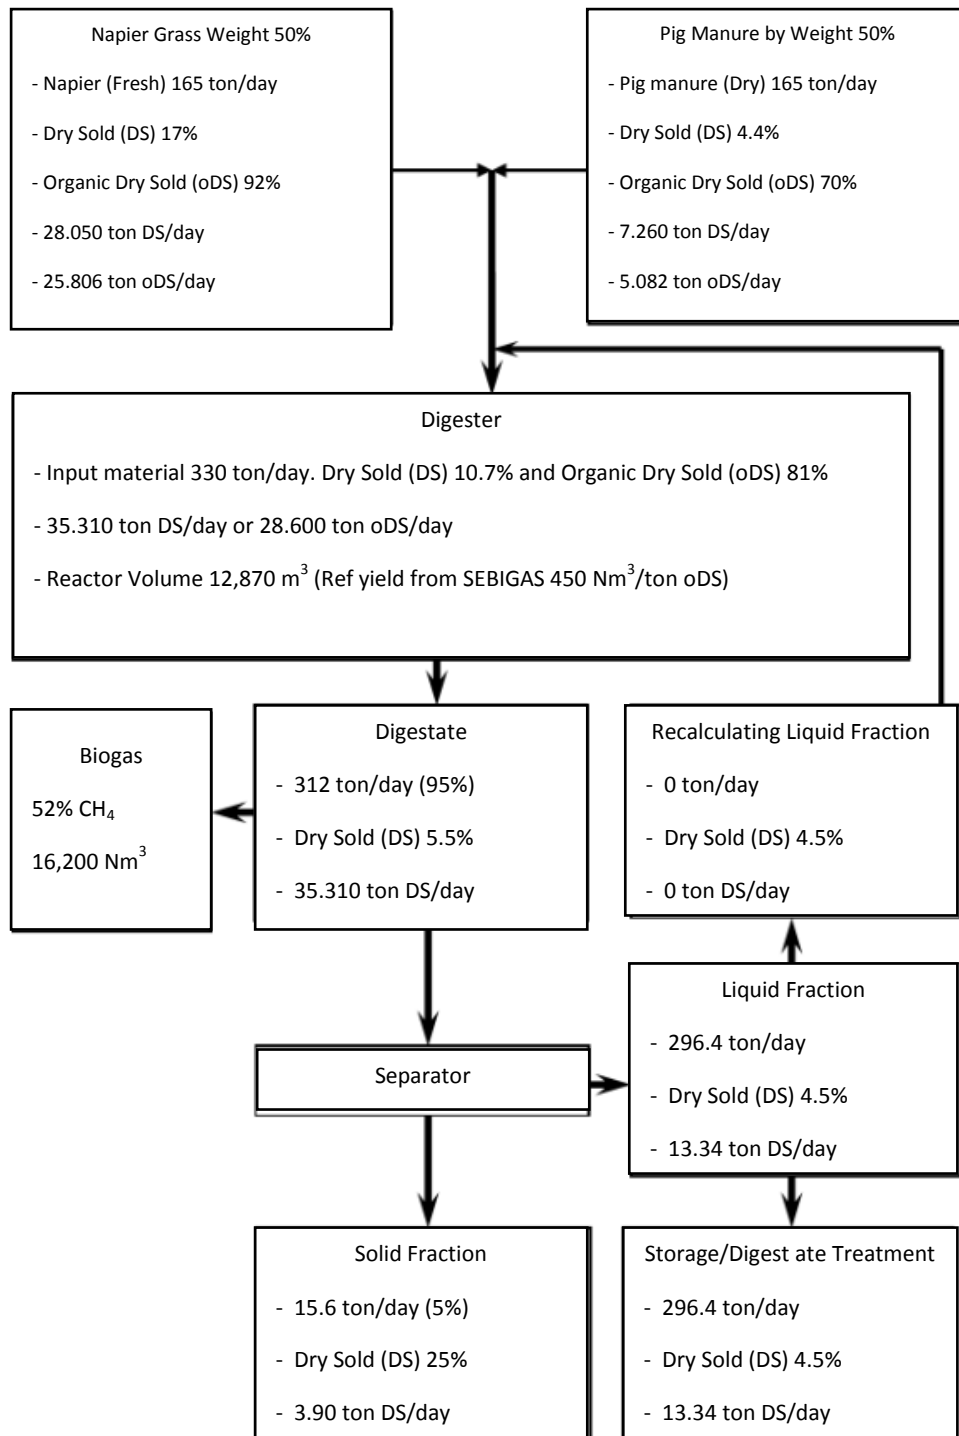 Napier Grass Weight 50%
- Napier (Fresh) 165 ton/day
- Dry Sold (DS) 17%
- Organic Dry Sold (oDS) 92%
- 28.050 ton DS/day
- 25.806 ton oDS/day
Pig Manure by Weight 50%
- Pig manure (Dry) 165 ton/day
- Dry Sold (DS) 4.4%
- Organic Dry Sold (oDS) 70%
- 7.260 ton DS/day
- 5.082 ton oDS/day
Digester
- Input material 330 ton/day. Dry Sold (DS) 10.7% and Organic Dry Sold (oDS) 81%
- 35.310 ton DS/day or 28.600 ton oDS/day
- Reactor Volume 12,870 m³ (Ref yield from SEBIGAS 450 Nm³/ton oDS)
Biogas
52% CH₄
16,200 Nm³
Digestate
- 312 ton/day (95%)
- Dry Sold (DS) 5.5%
- 35.310 ton DS/day
Recalculating Liquid Fraction
- 0 ton/day
- Dry Sold (DS) 4.5%
- 0 ton DS/day
Liquid Fraction
- 296.4 ton/day
- Dry Sold (DS) 4.5%
- 13.34 ton DS/day
Separator
Solid Fraction
- 15.6 ton/day (5%)
- Dry Sold (DS) 25%
- 3.90 ton DS/day
Storage/Digest ate Treatment
- 296.4 ton/day
- Dry Sold (DS) 4.5%
- 13.34 ton DS/day